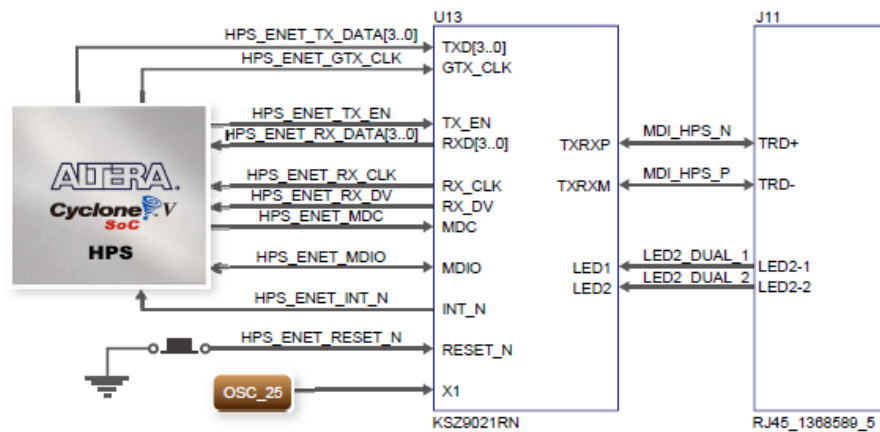 U13
J11
HPS_ENET_TX_DATA[3..0]
TXD[3..0]
HPS_ENET_GTX_CLK
GTX_CLK
HPS_ENET_TX_EN
TX_EN
HPS_ENET_RX_DATA[3..0]
RXD[3..0]
TXRXP
MDI_HPS_N
TRD+
ALTERA.
Cyclone V
SoC
HPS
HPS_ENET_RX_CLK
RX_CLK
TXRXM
MDI_HPS_P
TRD-
HPS_ENET_RX_DV
RX_DV
HPS_ENET_MDC
MDC
HPS_ENET_MDIO
MDIO
LED1
LED2_DUAL_1
LED2-1
LED2
LED2_DUAL_2
LED2-2
HPS_ENET_INT_N
INT_N
HPS_ENET_RESET_N
RESET_N
OSC_25
X1
KSZ9021RN
RJ45_1368589_5